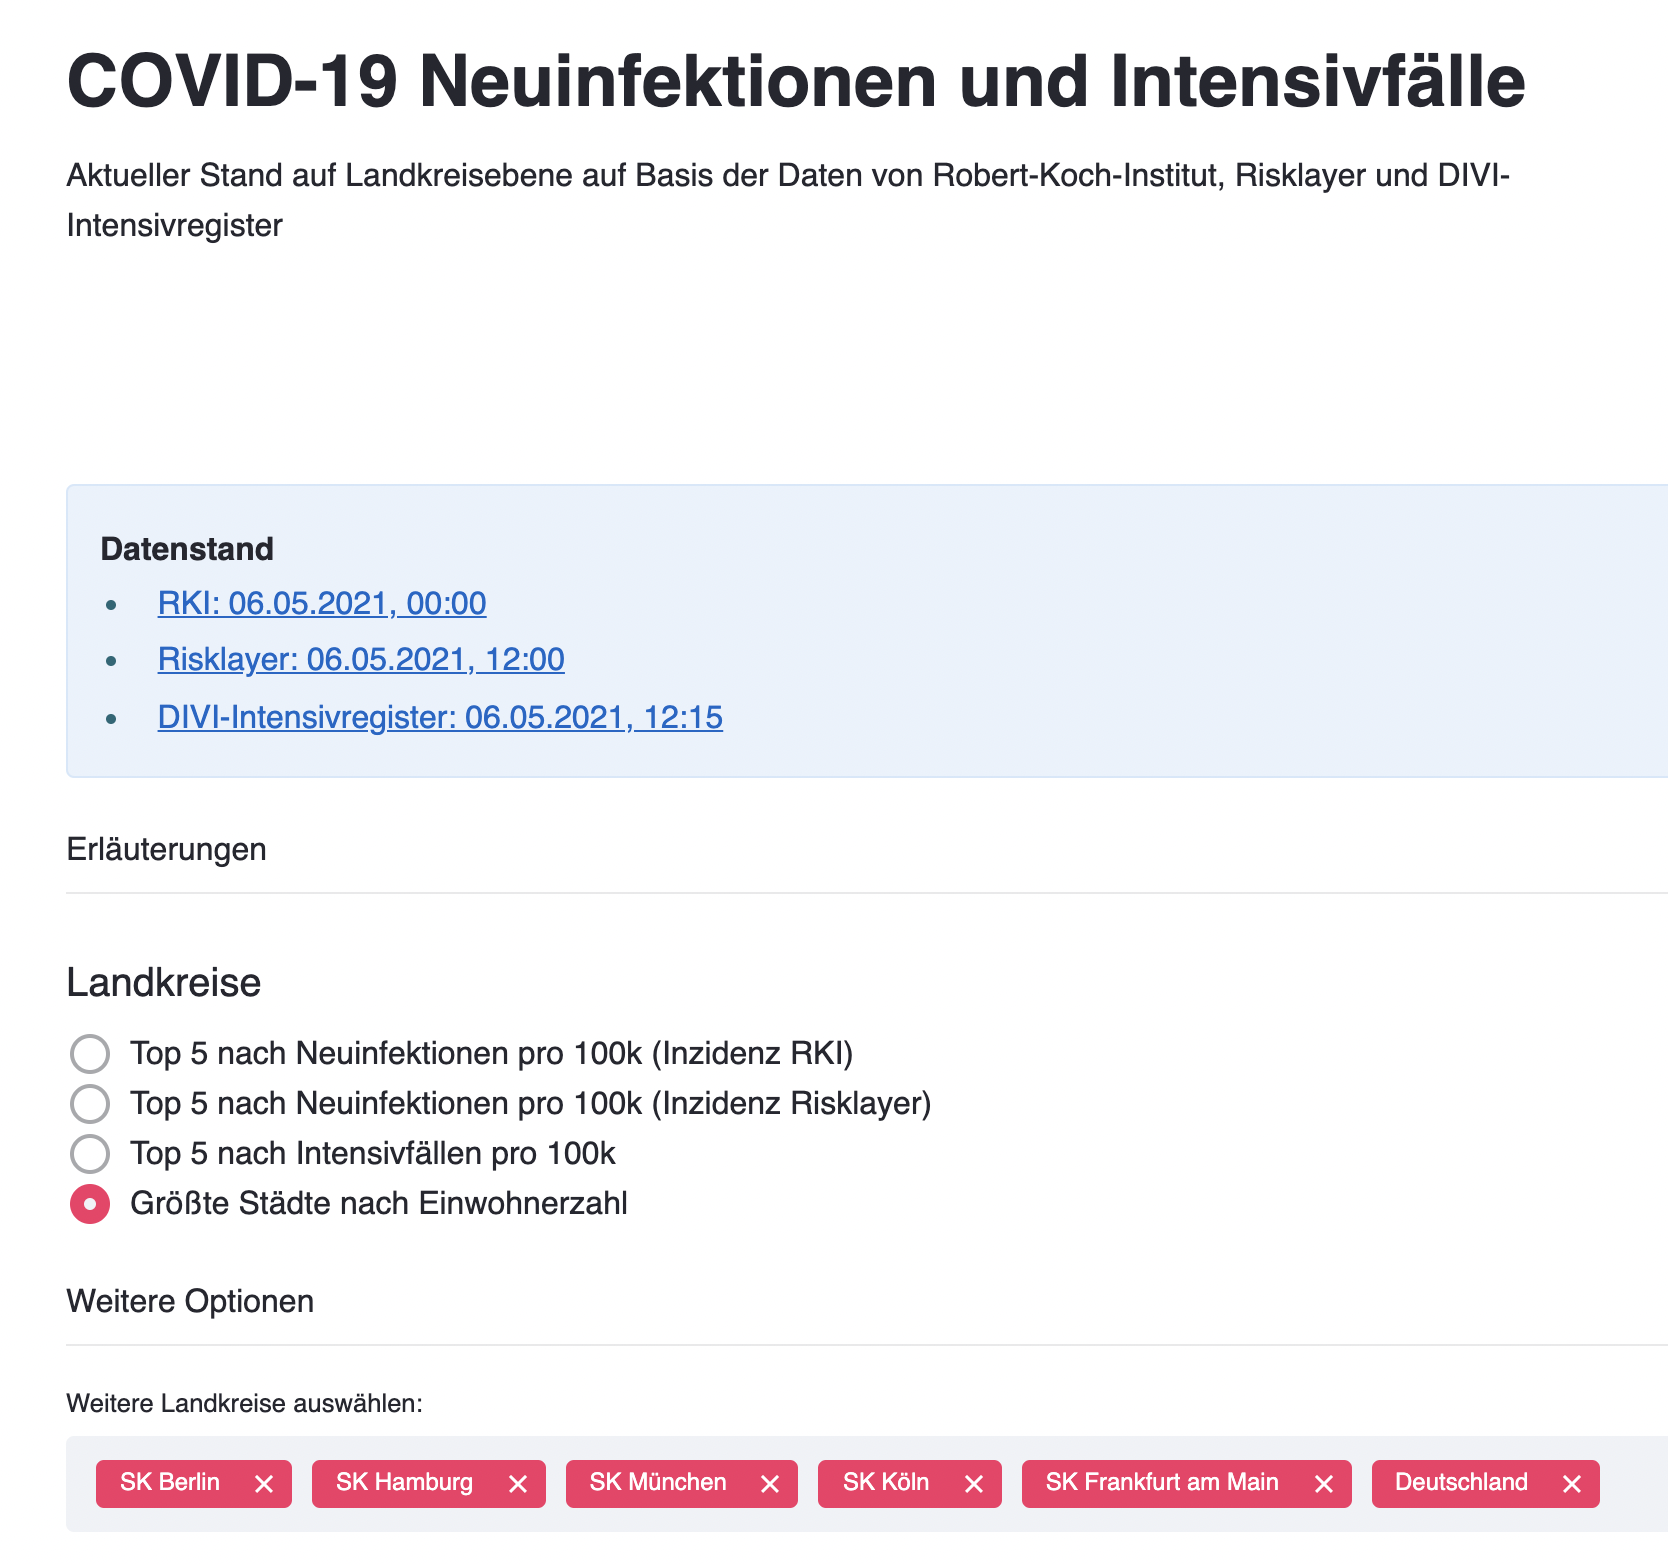 COVID-19 Neuinfektionen und Intensivfälle
Aktueller Stand auf Landkreisebene auf Basis der Daten von Robert-Koch-Institut, Risklayer und DIVI-
Intensivregister
Datenstand
RKI: 06.05.2021, 00:00
Risklayer: 06.05.2021, 12:00
DIVI-Intensivregister: 06.05.2021, 12:15
Erläuterungen
Landkreise
Top 5 nach Neuinfektionen pro 100k (Inzidenz RKI)
Top 5 nach Neuinfektionen pro 100k (Inzidenz Risklayer)
Top 5 nach Intensivfällen pro 100k
Größte Städte nach Einwohnerzahl
Weitere Optionen
Weitere Landkreise auswählen:
SK Berlin SK Hamburg SK München SK Köln SK Frankfurt am Main Deutschland